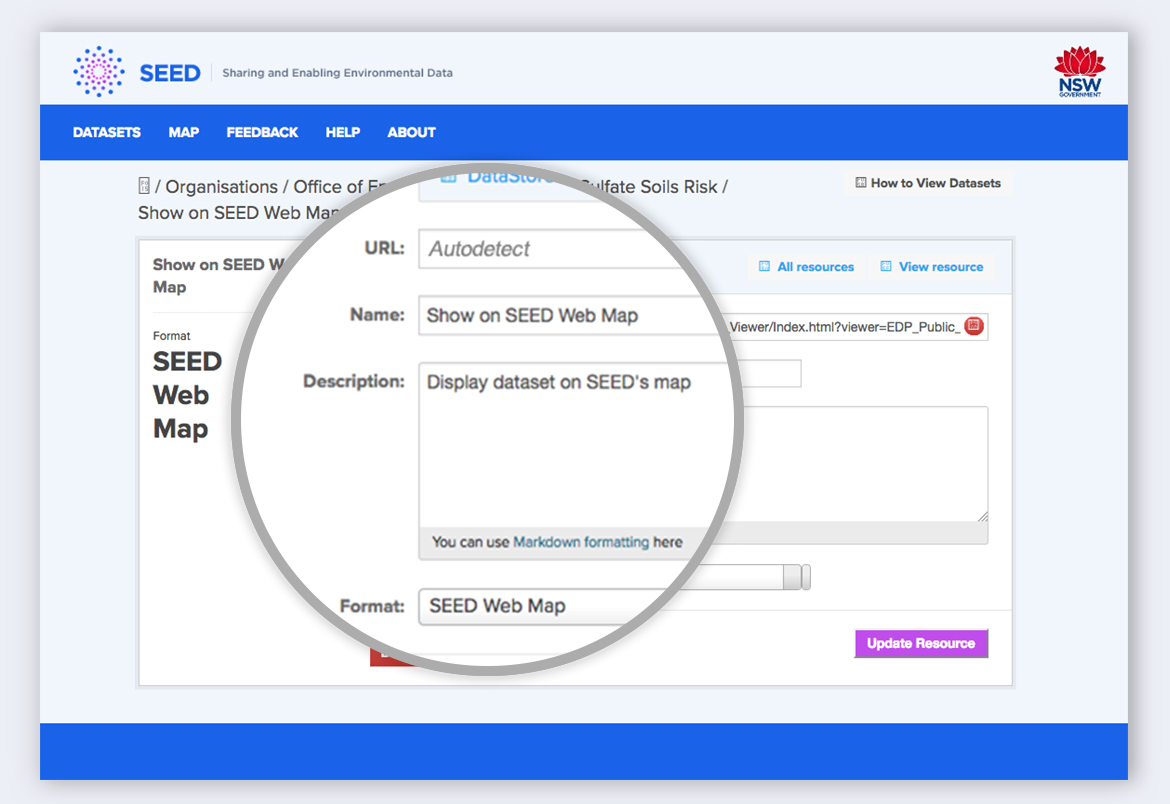 SEED Sharing and Enabling Environmental Data
NSW
GOVERNMENT
DATASETS MAP FEEDBACK HELP ABOUT
/ Organisations / Office of Sulfate Soils Risk /
Show on SEED Web Map
How to View Datasets
DataStore
Show on SEED
Map
All resources View resource
URL: Autodetect
Name: Show on SEED Web Map
Viewer/Index.html?viewer=EDP_Public_
Format
SEED
Web
Map
Description: Display dataset on SEED's map
You can use Markdown formatting here
Format: SEED Web Map
Update Resource